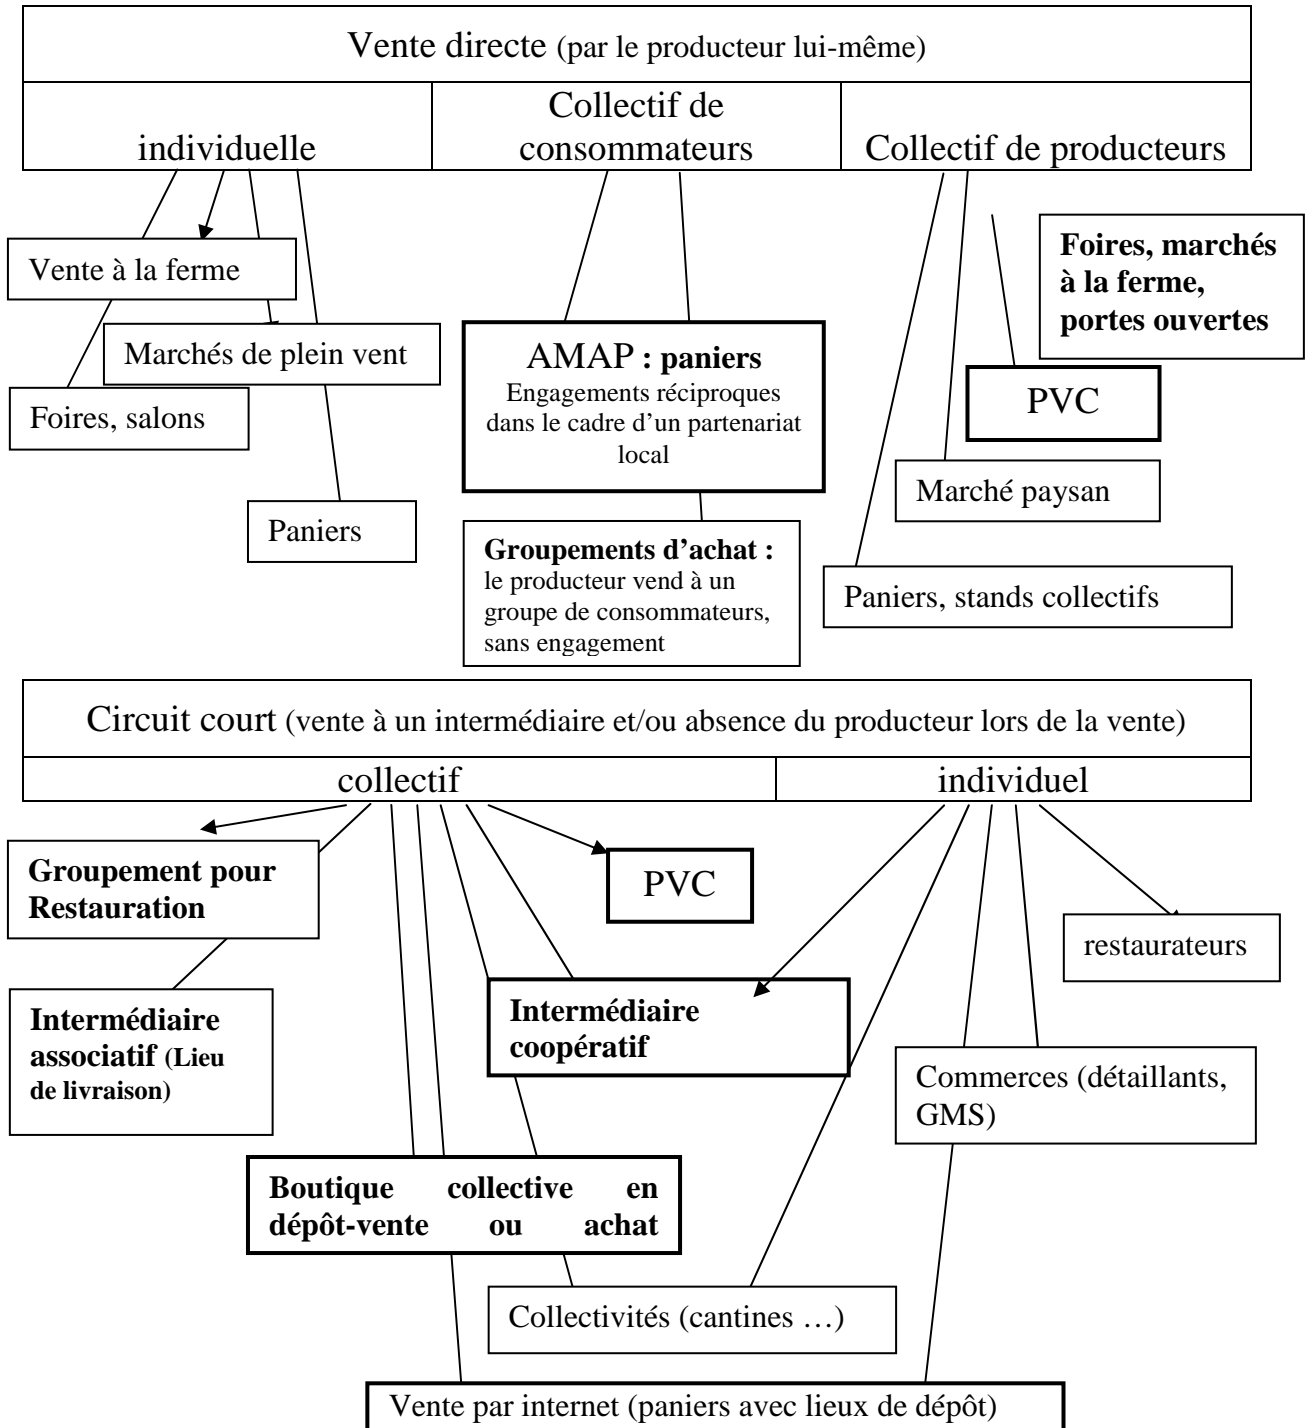 Vente directe (par le producteur lui-même)
individuelle
Collectif de
consommateurs
Collectif de producteurs
Vente à la ferme
Marchés de plein vent
Foires, salons
Paniers
AMAP : paniers
Engagements réciproques
dans le cadre d’un partenariat
local
Groupements d’achat :
le producteur vend à un
groupe de consommateurs,
sans engagement
Foires, marchés
à la ferme,
portes ouvertes
PVC
Marché paysan
Paniers, stands collectifs
Circuit court (vente à un intermédiaire et/ou absence du producteur lors de la vente)
collectif
individuel
Groupement pour
Restauration
PVC
restaurateurs
Intermédiaire
associatif (Lieu
de livraison)
Intermédiaire
coopératif
Commerces (détaillants,
GMS)
Boutique collective en
dépôt-vente ou achat
Collectivités (cantines …)
Vente par internet (paniers avec lieux de dépôt)